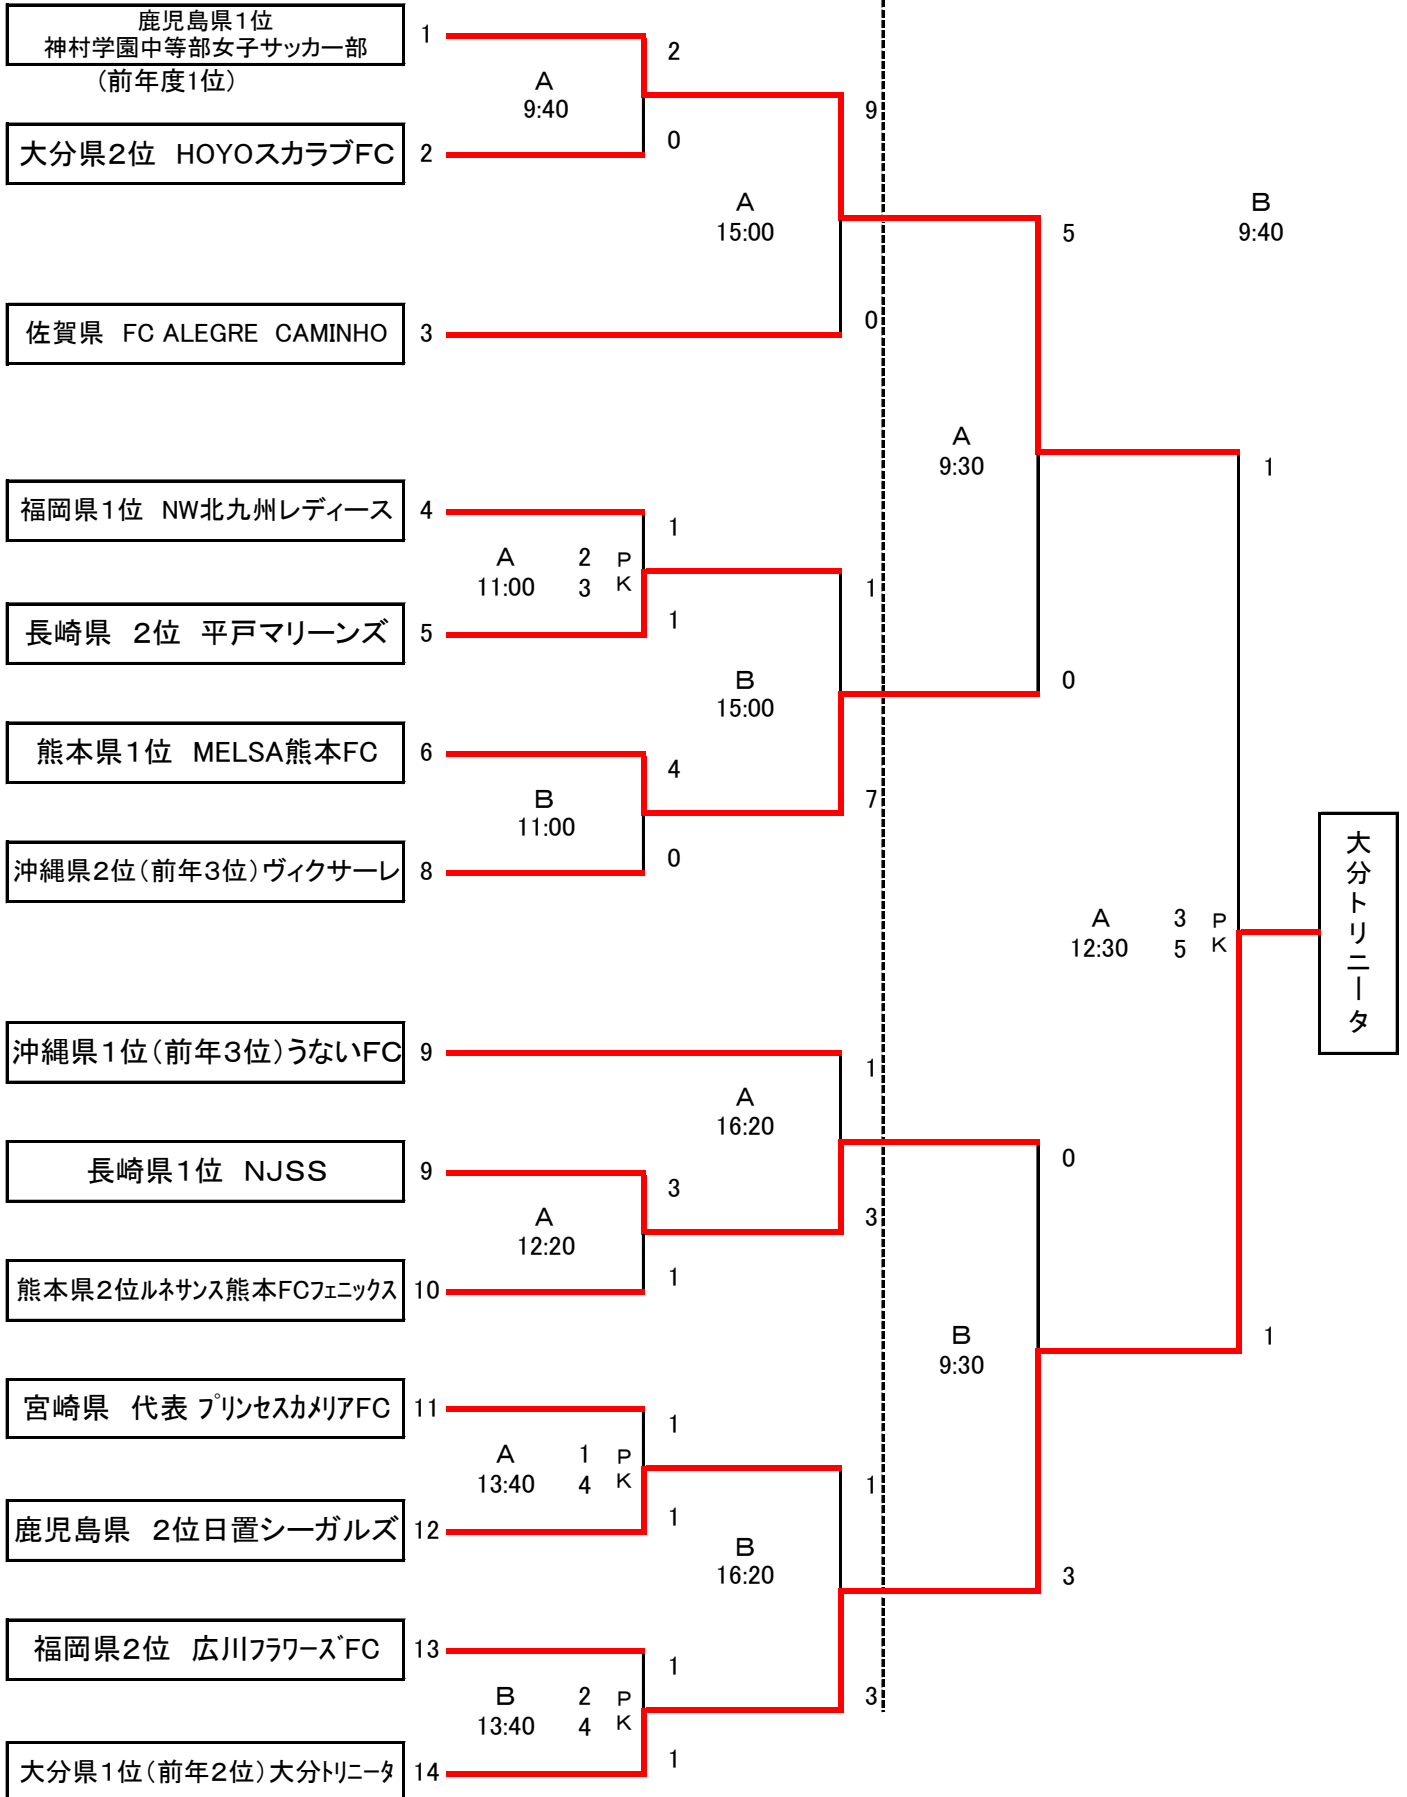 鹿児島県1位
神村学園中等部女子サッカー部
1
(前年度1位)
2
A
9:40
9
0
大分県2位 HOYOスカラブFC
2
A
15:00
5
B
9:40
佐賀県 FC ALEGRE CAMINHO
3
0
A
9:30
1
福岡県1位 NW北九州レディース
4
1
A
11:00
2
3
PK
1
1
長崎県 2位 平戸マリーンズ
5
B
15:00
0
熊本県1位 MELSA熊本FC
6
4
B
11:00
7
0
沖縄県2位(前年3位)ヴィクサーレ
8
大分トリニータ
A
12:30
3
5
PK
沖縄県1位(前年3位)うないFC
9
1
A
16:20
0
長崎県1位 NJSS
9
3
A
12:20
3
1
熊本県2位ルネサンス熊本FCフェニックス
10
B
9:30
1
宮崎県 代表 プリンセスカメリアFC
11
1
A
13:40
1
4
PK
1
1
鹿児島県 2位日置シーガルズ
12
B
16:20
3
福岡県2位 広川フラワーズFC
13
1
B
13:40
2
4
PK
3
1
大分県1位(前年2位)大分トリニータ
14